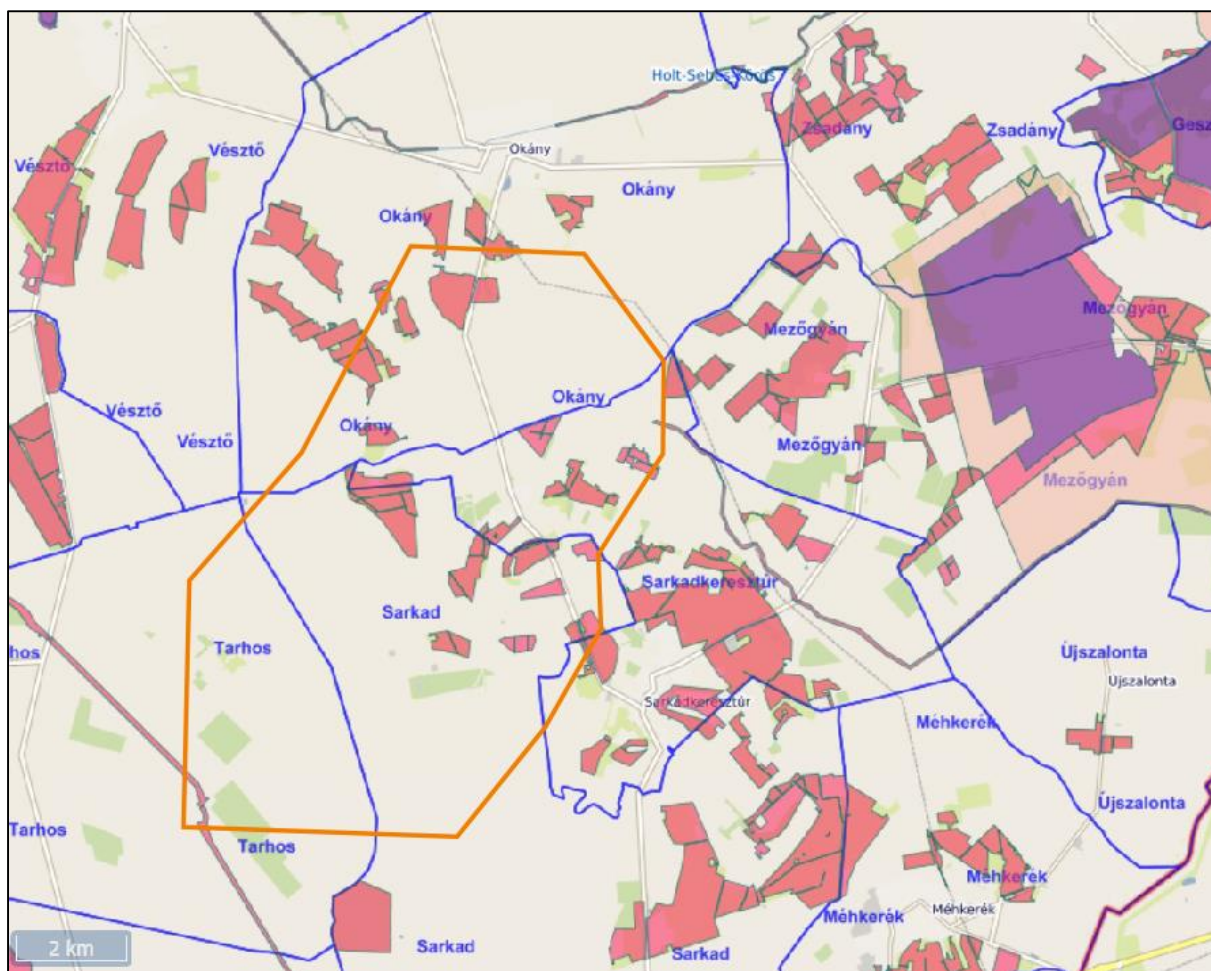 Holt-Sebes-Körös
Zsadány
Zsadány
Gesz
Vésztő
Vésztő
Okány
Okány
Okány
Mezőgyán
Mezőgyán
Vésztő
Vésztő
Okány
Okány
Mezőgyán
Mezőgyán
Sarkadkeresztúr
Sarkad
hos
Tarhos
Újszalonta
Újszalonta
Sarkadkeresztúr
Méhkerék
Újszalonta
Tarhos
Tarhos
Méhkerék
Méhkerék
Méhkerék
2 km
Sarkad
Sarkad